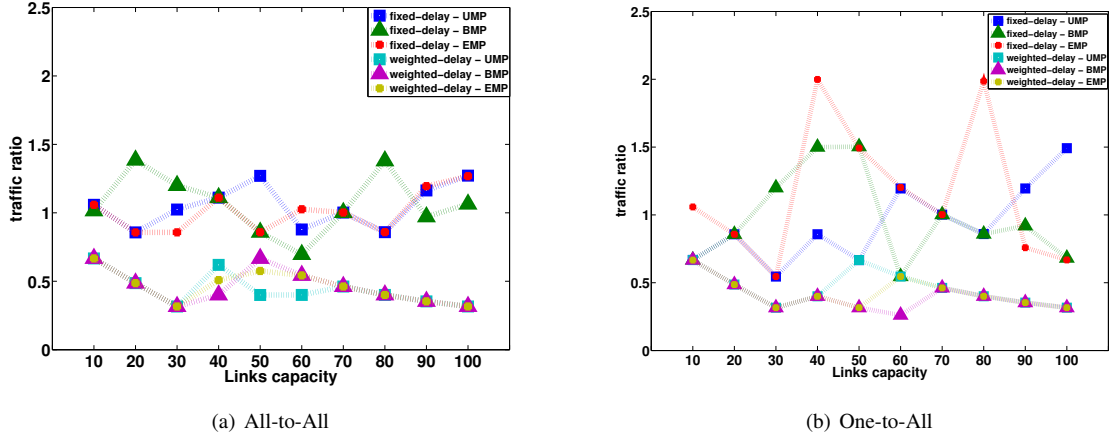 2.5
2
1.5
1
0.5
0
traffic ratio
10 20 30 40 50 60 70 80 90 100
Links capacity
fixed-delay - UMP
fixed-delay - BMP
fixed-delay - EMP
weighted-delay - UMP
weighted-delay - BMP
weighted-delay - EMP
(a) All-to-All
2.5
2
1.5
1
0.5
0
traffic ratio
10 20 30 40 50 60 70 80 90 100
Links capacity
fixed-delay - UMP
fixed-delay - BMP
fixed-delay - EMP
weighted-delay - UMP
weighted-delay - BMP
weighted-delay - EMP
(b) One-to-All